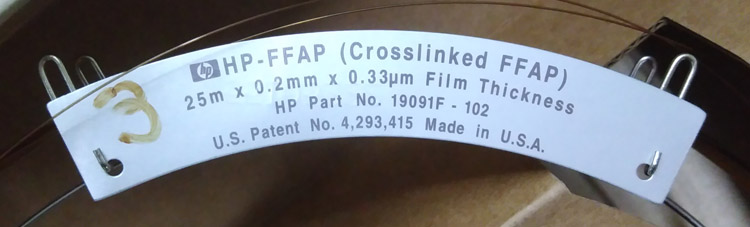 hp HP-FFAP (Crosslinked FFAP)
25m x 0.2mm x 0.33µm Film Thickness
HP Part No. 19091F - 102
U.S. Patent No. 4,293,415 Made in U.S.A.
3